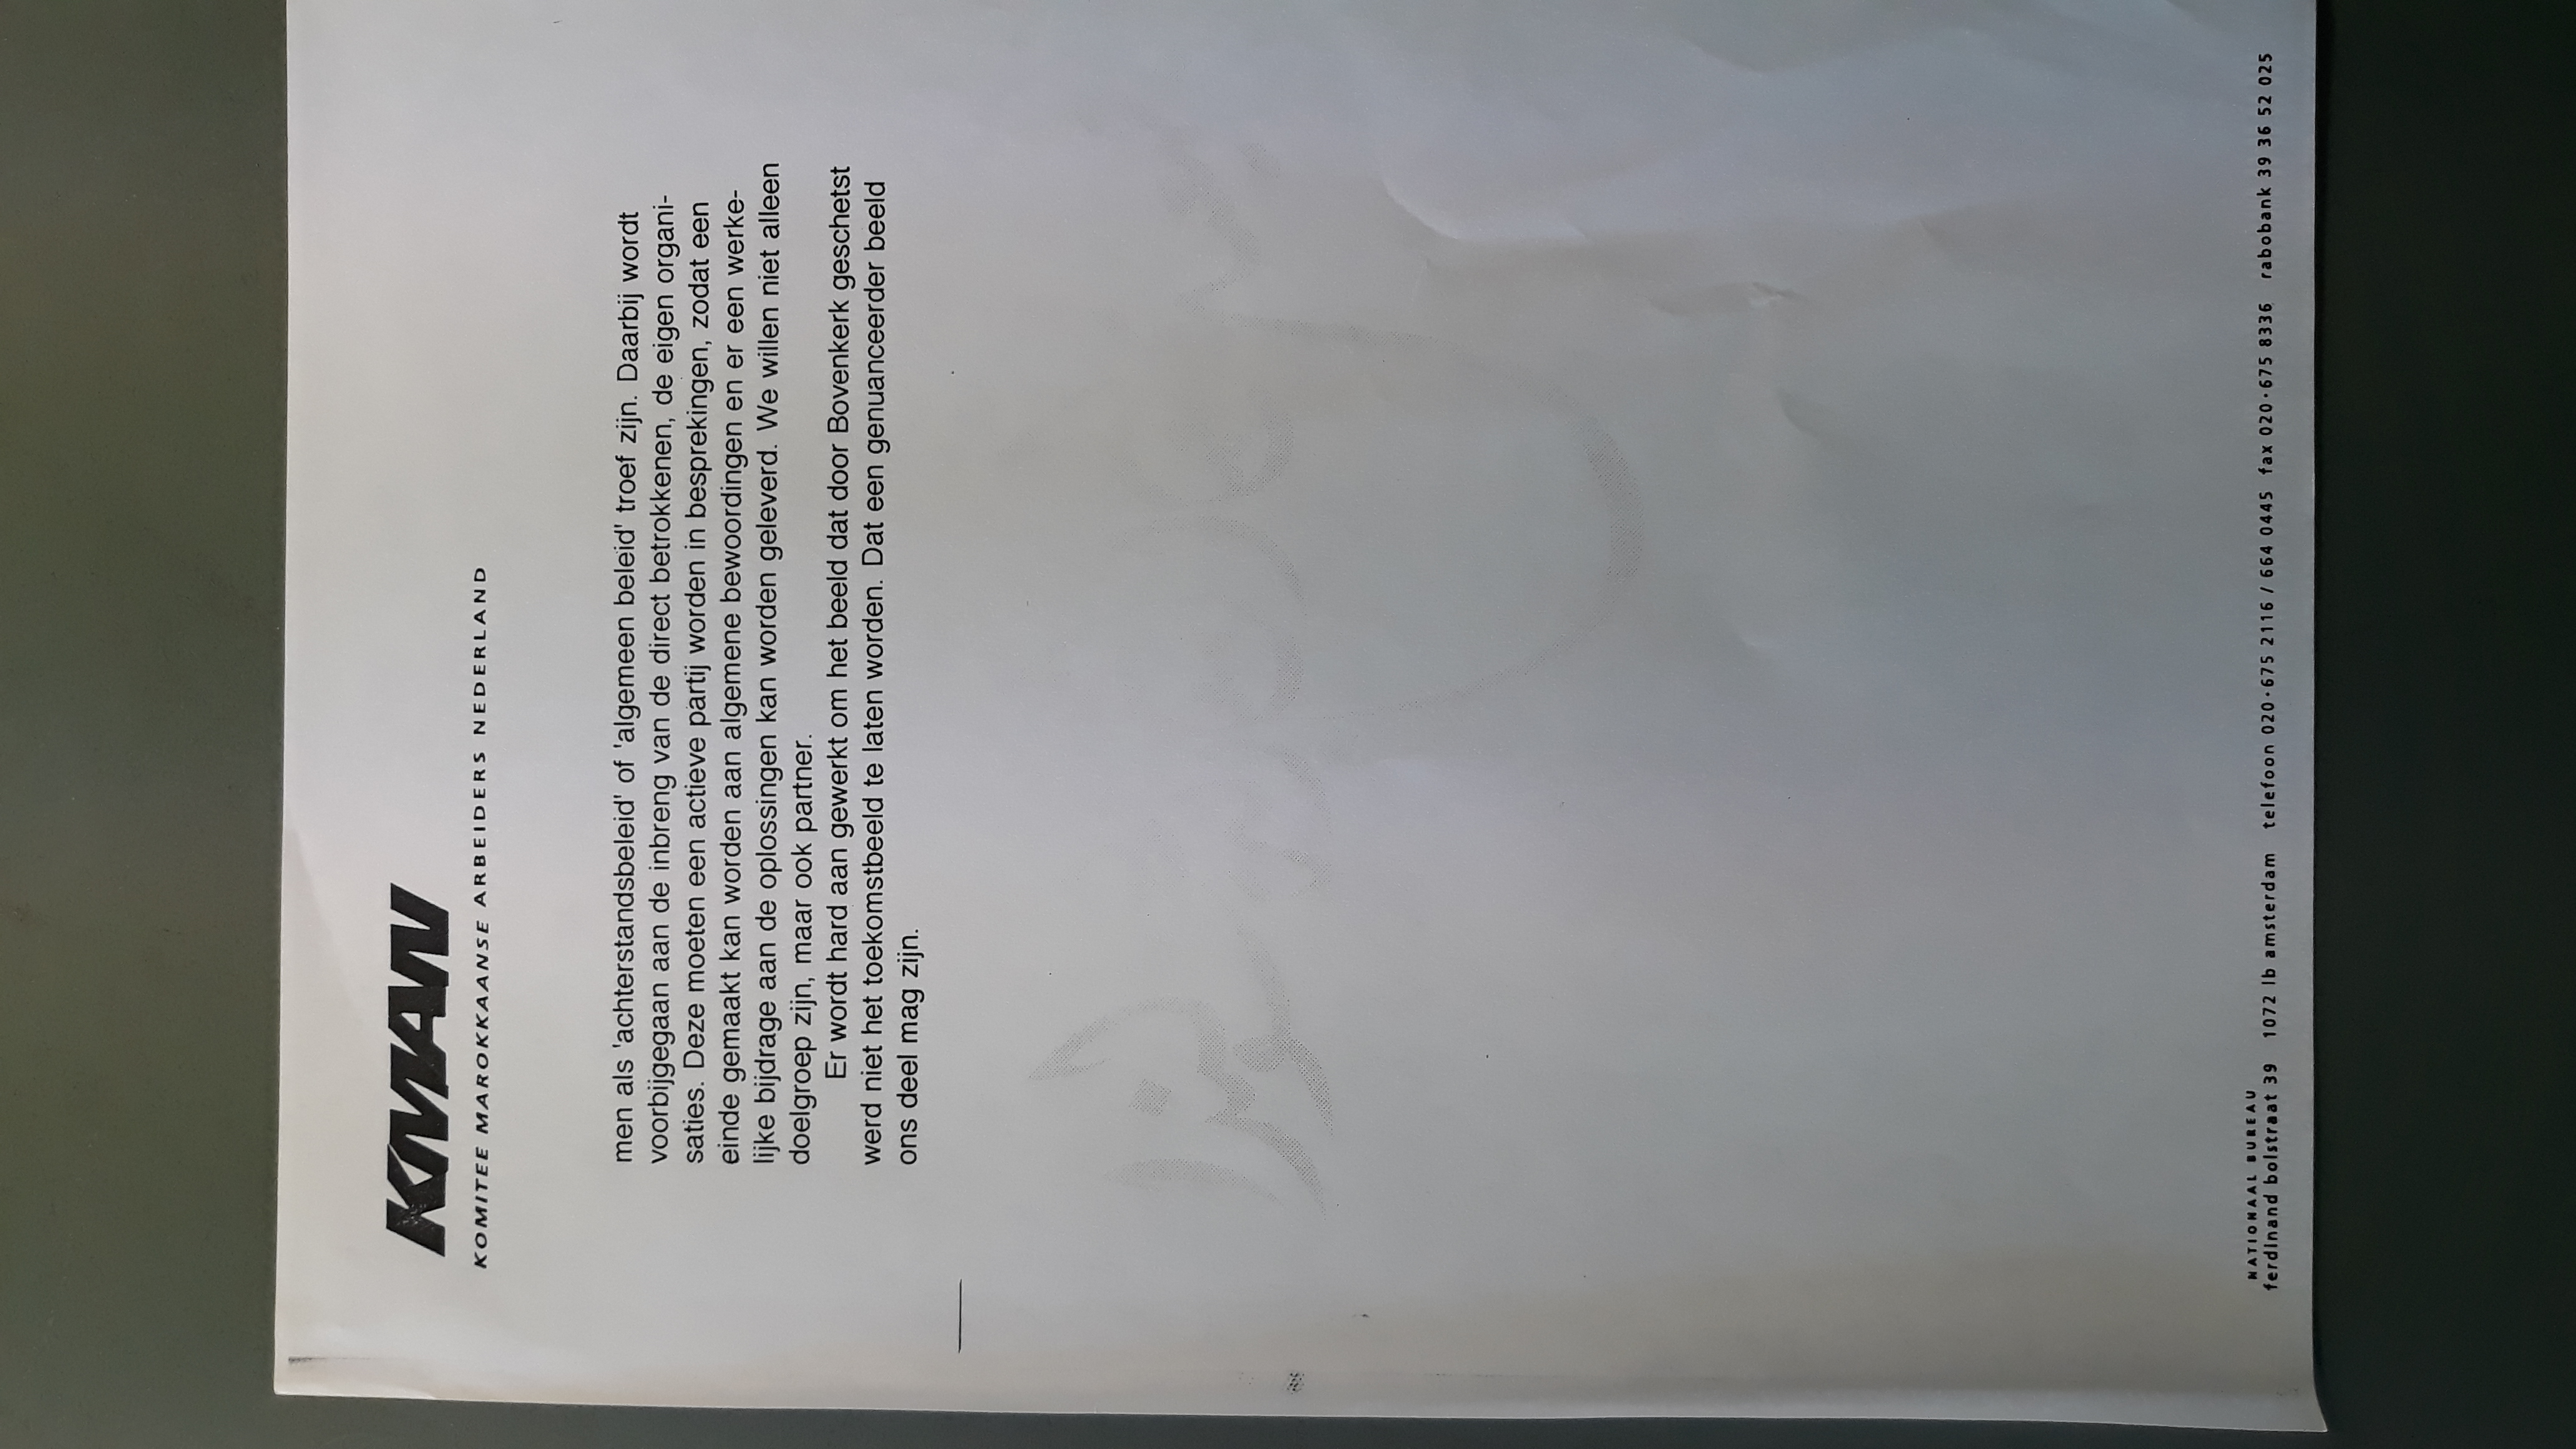 KMAN
KOMITEE MAROKKAANSE ARBEIDERS NEDERLAND
men als 'achterstandsbeleid' of 'algemeen beleid' troef zijn. Daarbij wordt
voorbijgegaan aan de inbreng van de direct betrokkenen, de eigen organi-
saties. Deze moeten een actieve partij worden in besprekingen, zodat een
einde gemaakt kan worden aan algemene bewoordingen en er een werke-
lijke bijdrage aan de oplossingen kan worden geleverd. We willen niet alleen
doelgroep zijn, maar ook partner.
Er wordt hard aan gewerkt om het beeld dat door Bovenkerk geschetst
werd niet het toekomstbeeld te laten worden. Dat een genuanceerder beeld
ons deel mag zijn.
NATIONAAL BUREAU
ferdinand bolstraat 39 1072 lb amsterdam telefoon 020·675 2116 / 664 0445 fax 020·675 8336 rabobank 39 36 52 025